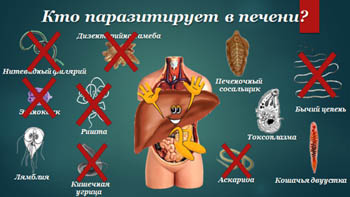 Кто паразитирует в печени?
Дизентерийная амеба
Нитевидный филлярий
Печеночный
сосальщик
Эхинококк
Бычий цепень
Ришта
Токсоплазма
Лямблия
Кишечная
угрица
Аскарида
Кошачья двуустка